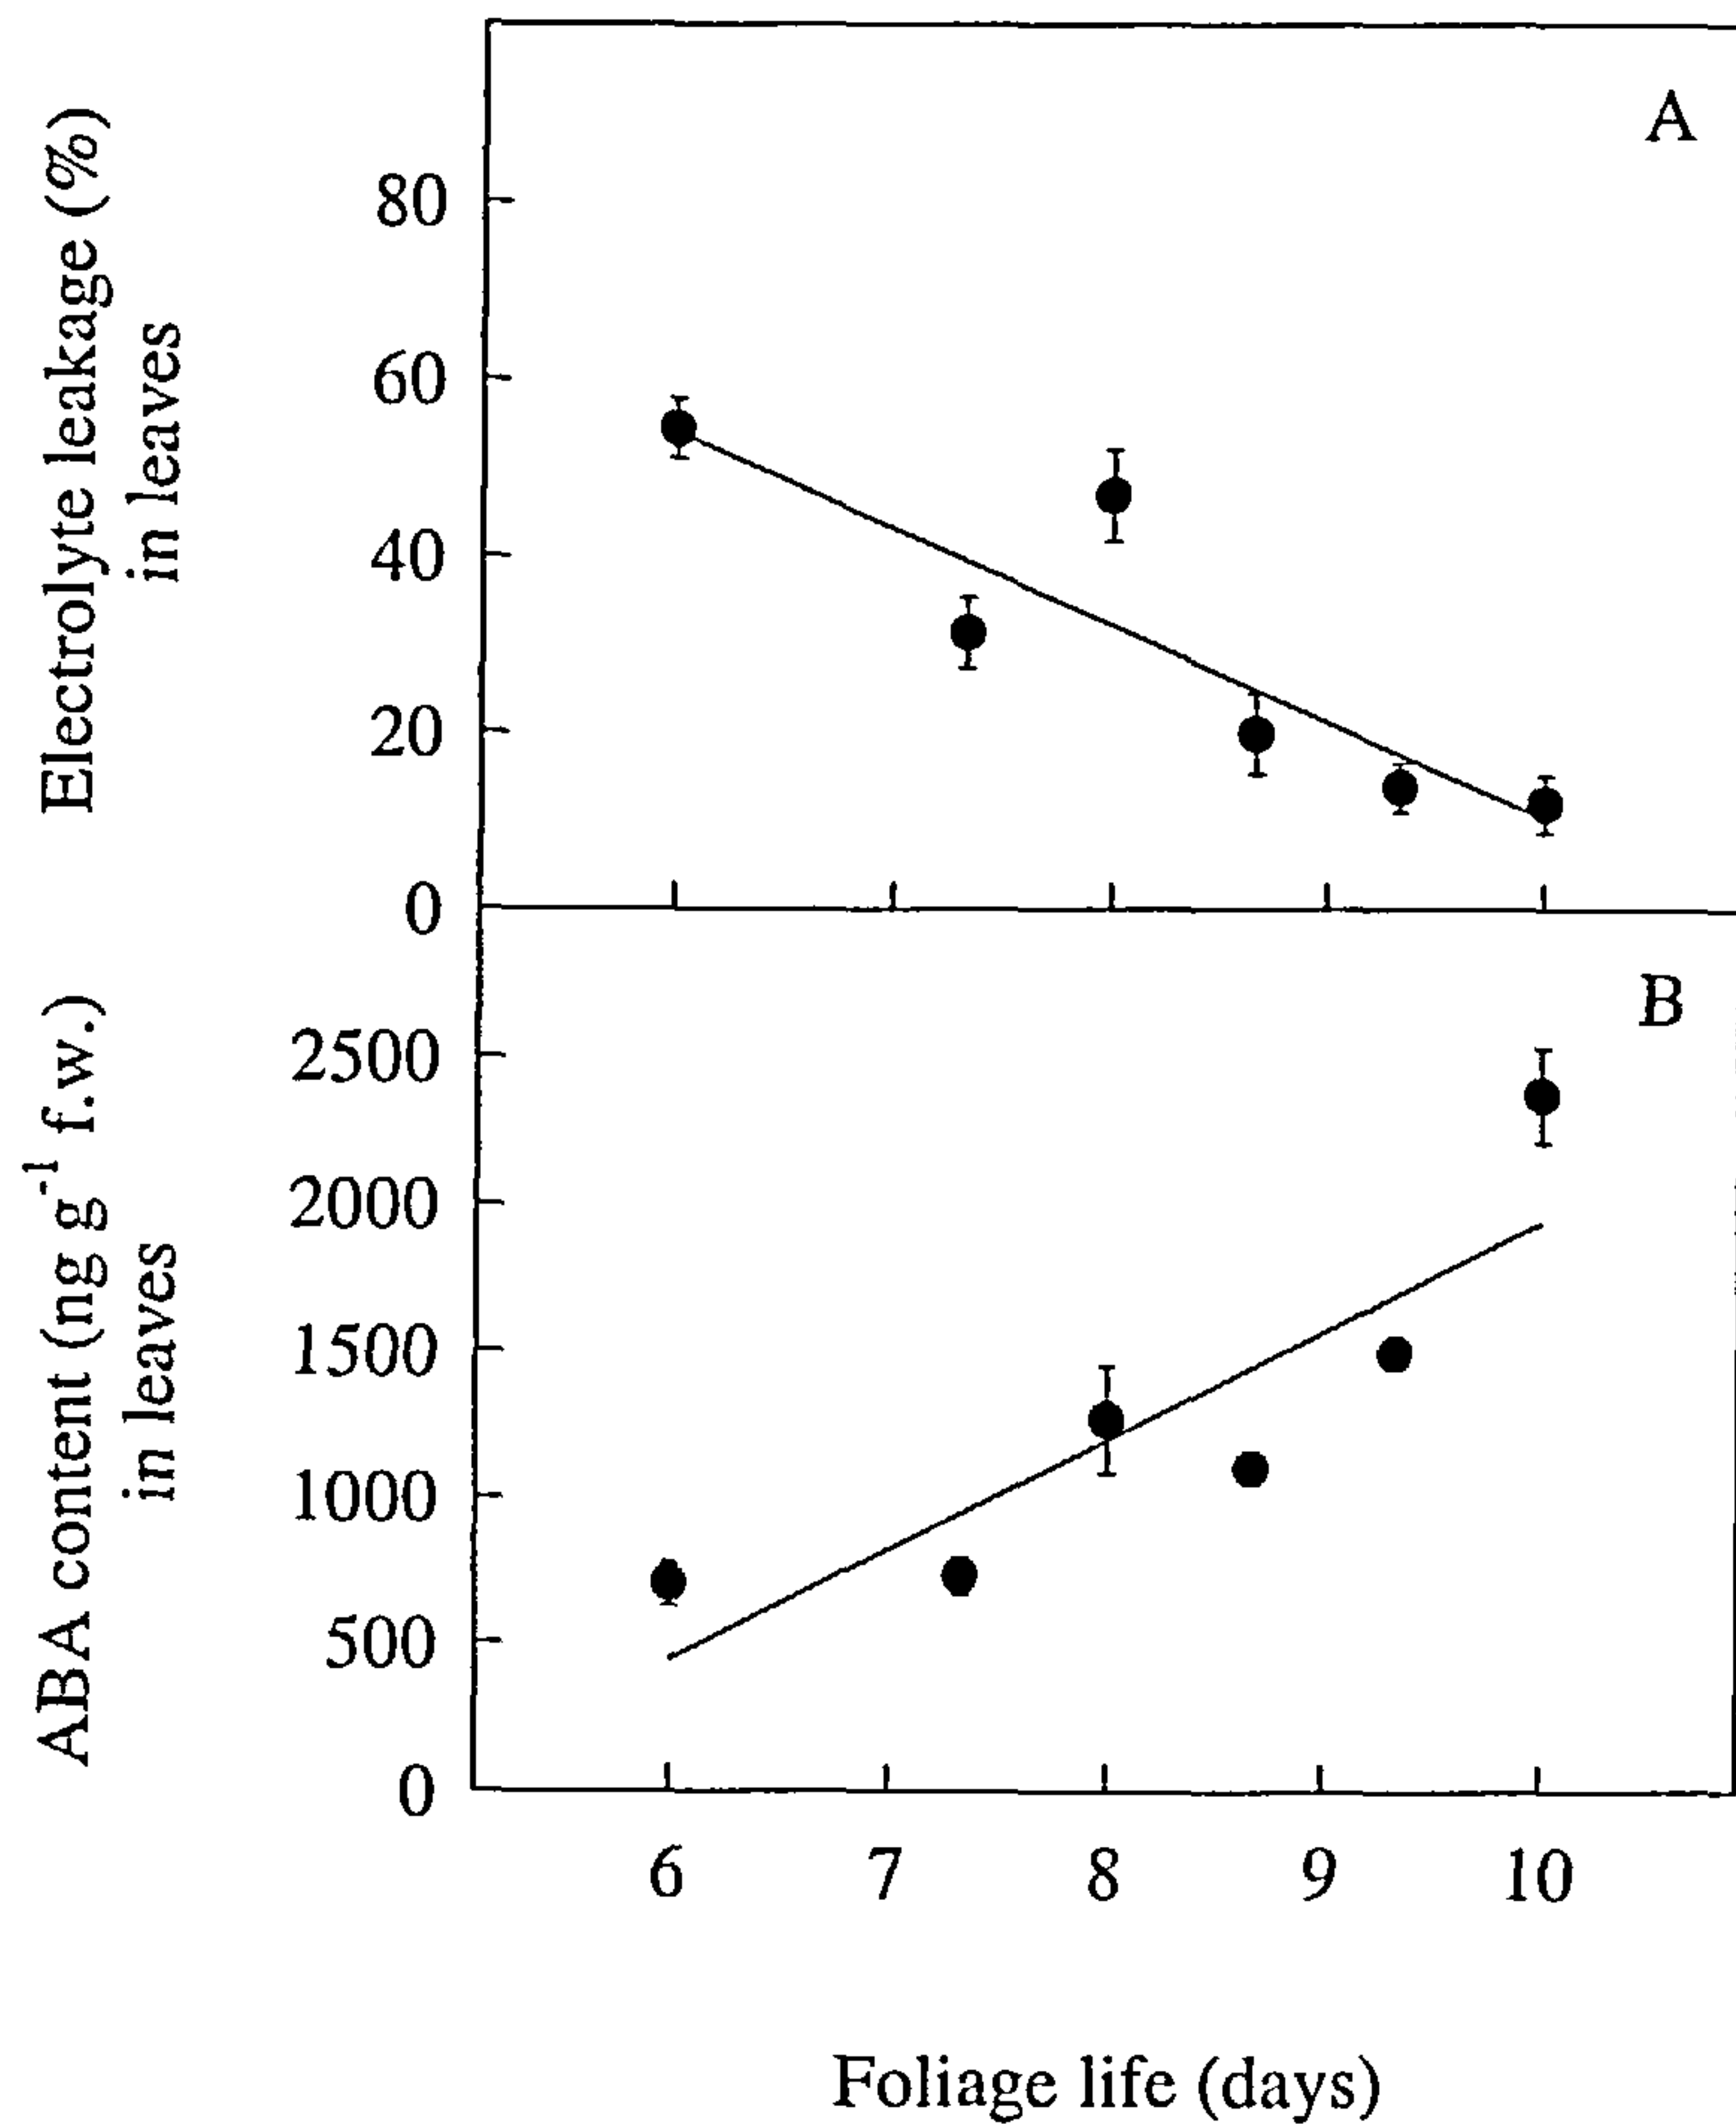 A
Electrolyte leakage (%)
in leaves
80
60
40
20
0
B
ABA content (ng g⁻¹ f.w.)
in leaves
2500
2000
1500
1000
500
0
6 7 8 9 10
Foliage life (days)